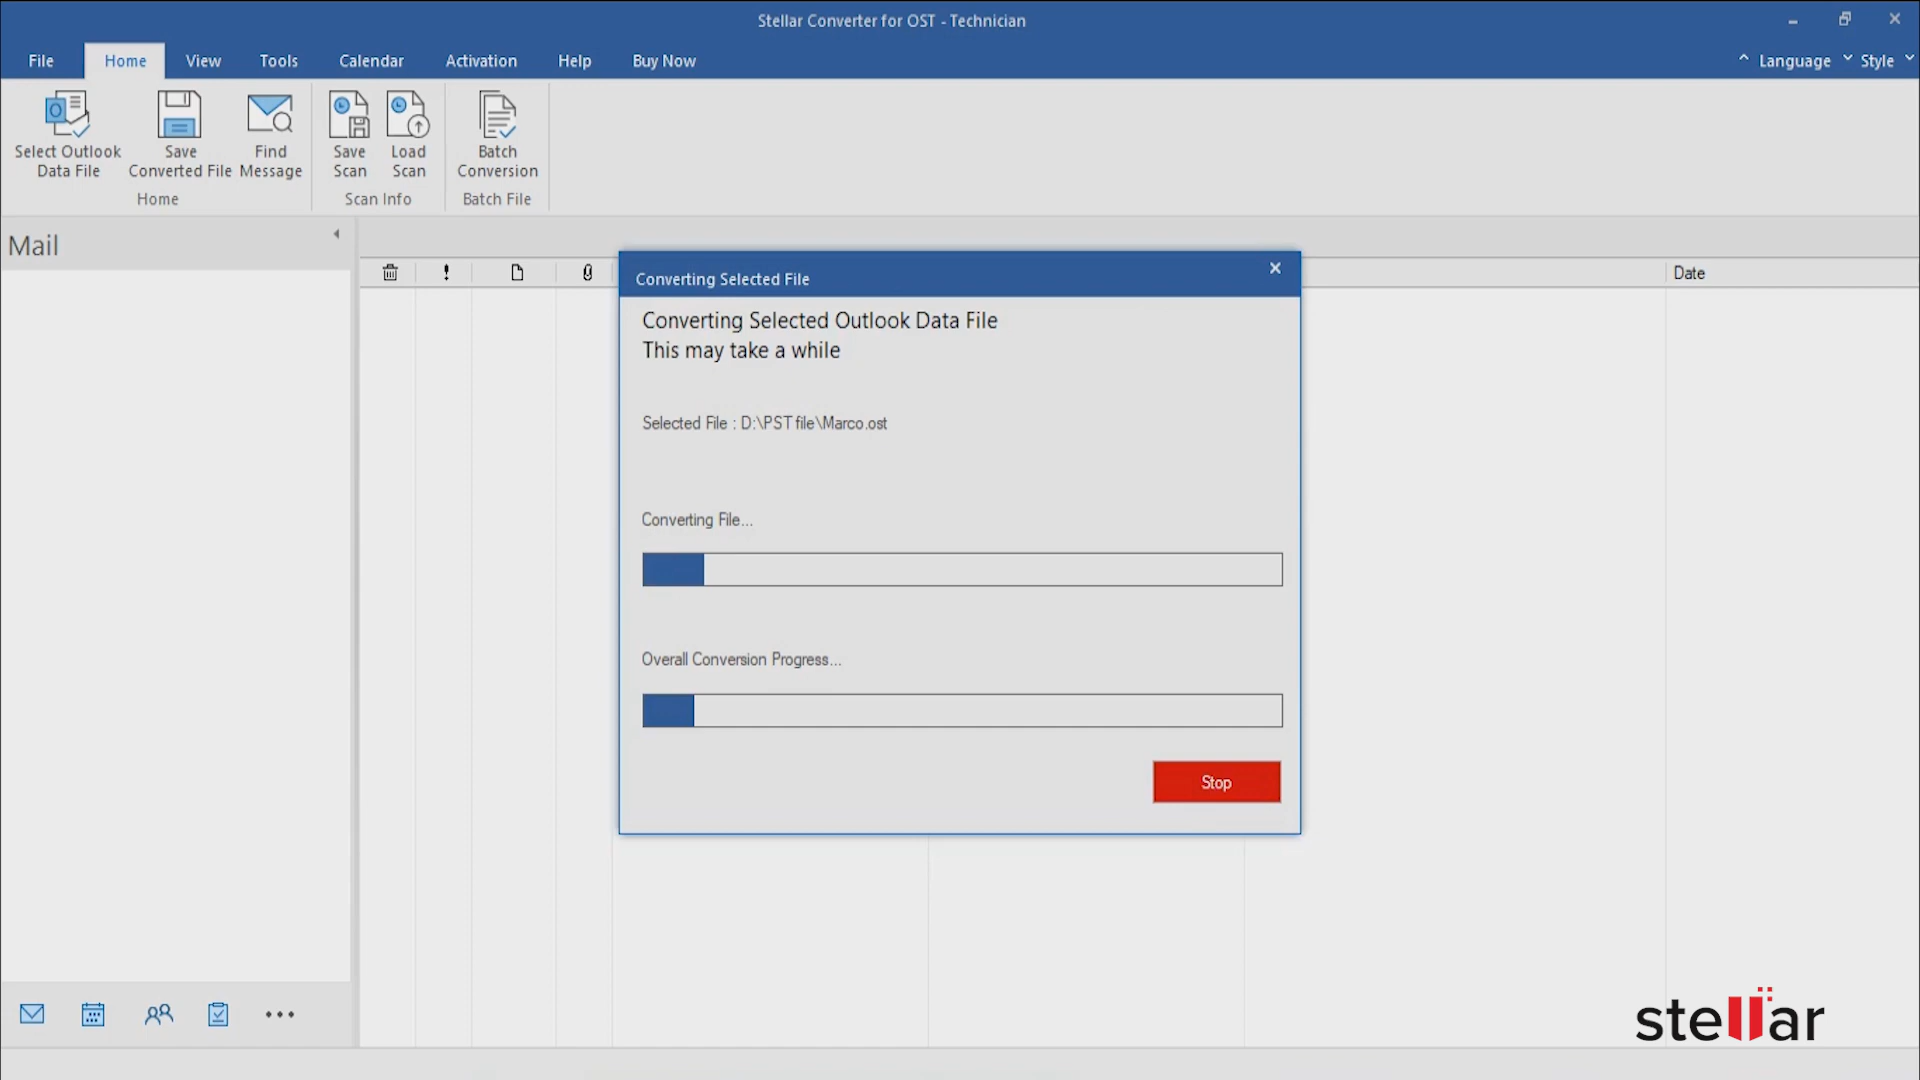 Stellar Converter for OST - Technician
File Home View Tools Calendar Activation Help Buy Now Language Style
Select Outlook Data File
Save Converted File
Find Message
Save Scan
Load Scan
Batch Conversion
Home
Scan Info
Batch File
Mail
Date
Converting Selected File
Converting Selected Outlook Data File
This may take a while
Selected File : D:\PST file\Marco.ost
Converting File...
Overall Conversion Progress...
Stop
stellar